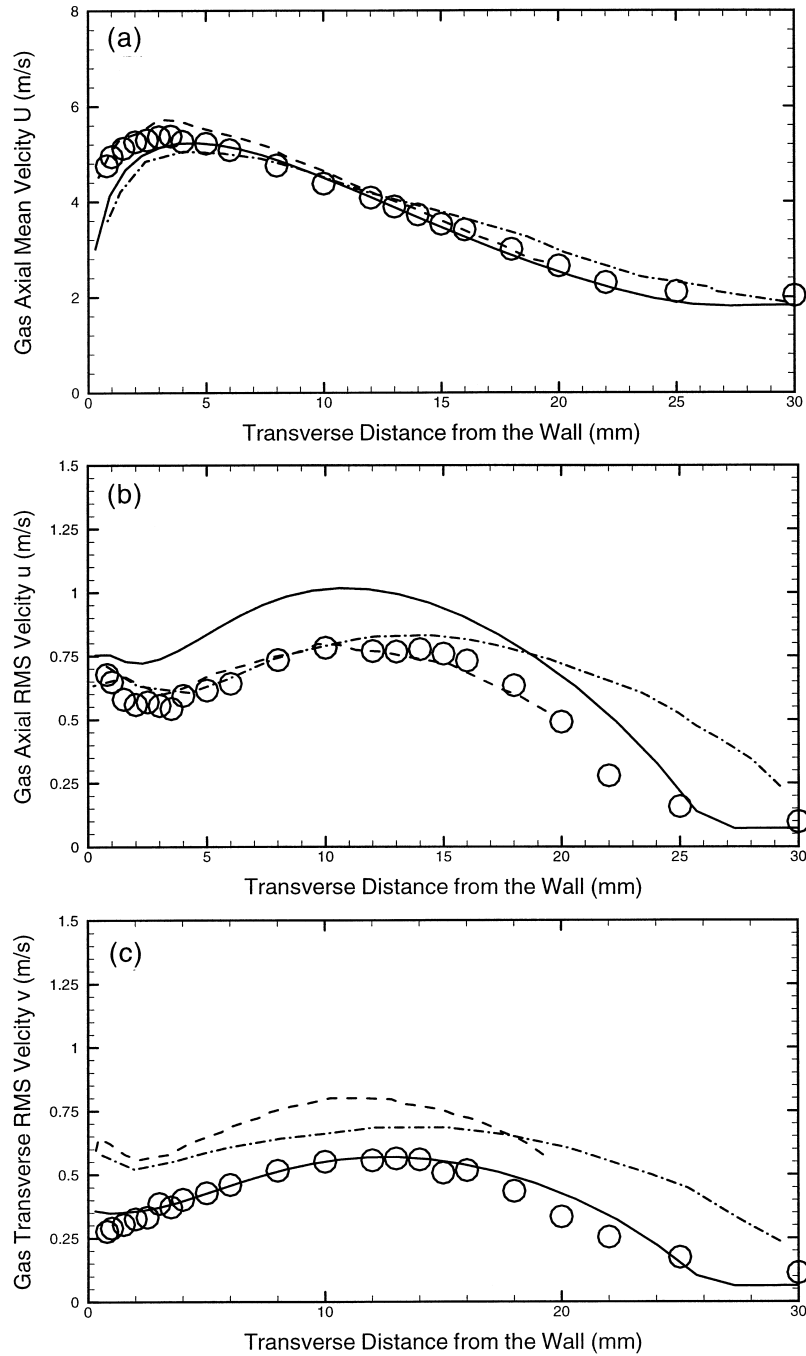 (a)
Gas Axial Mean Velcity U (m/s)
8
6
4
2
0
0 5 10 15 20 25 30
Transverse Distance from the Wall (mm)
(b)
Gas Axial RMS Velcity u (m/s)
1.5
1.25
1
0.75
0.5
0.25
0
0 5 10 15 20 25 30
Transverse Distance from the Wall (mm)
(c)
Gas Transverse RMS Velcity v (m/s)
1.5
1.25
1
0.75
0.5
0.25
0
0 10 20 30
Transverse Distance from the Wall (mm)